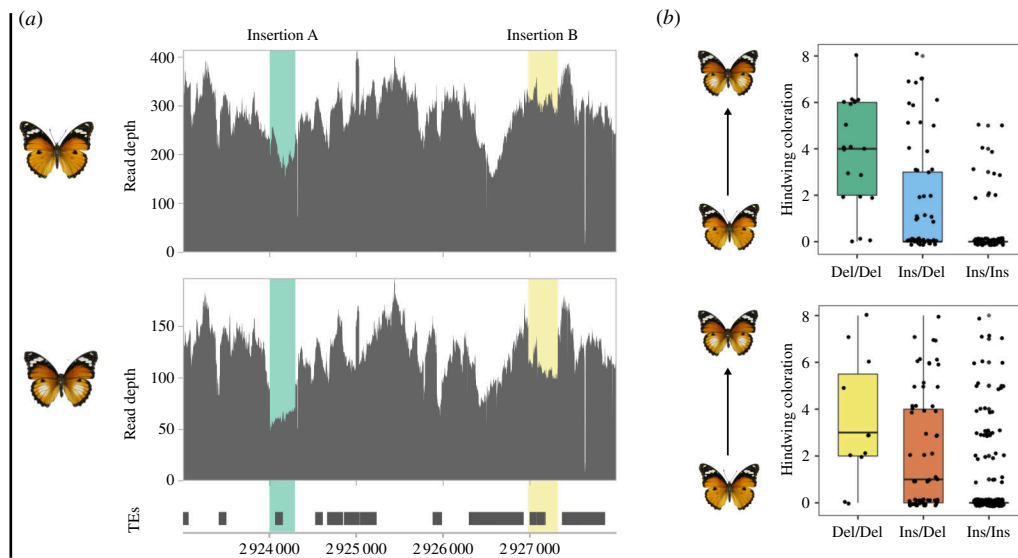 (a)
Insertion A Insertion B
400
300
200
100
0
Read depth
150
100
50
0
Read depth
TEs
2 924 000 2 925 000 2 926 000 2 927 000
(b)
8
6
4
2
0
Hindwing coloration
Del/Del Ins/Del Ins/Ins
8
6
4
2
0
Hindwing coloration
Del/Del Ins/Del Ins/Ins